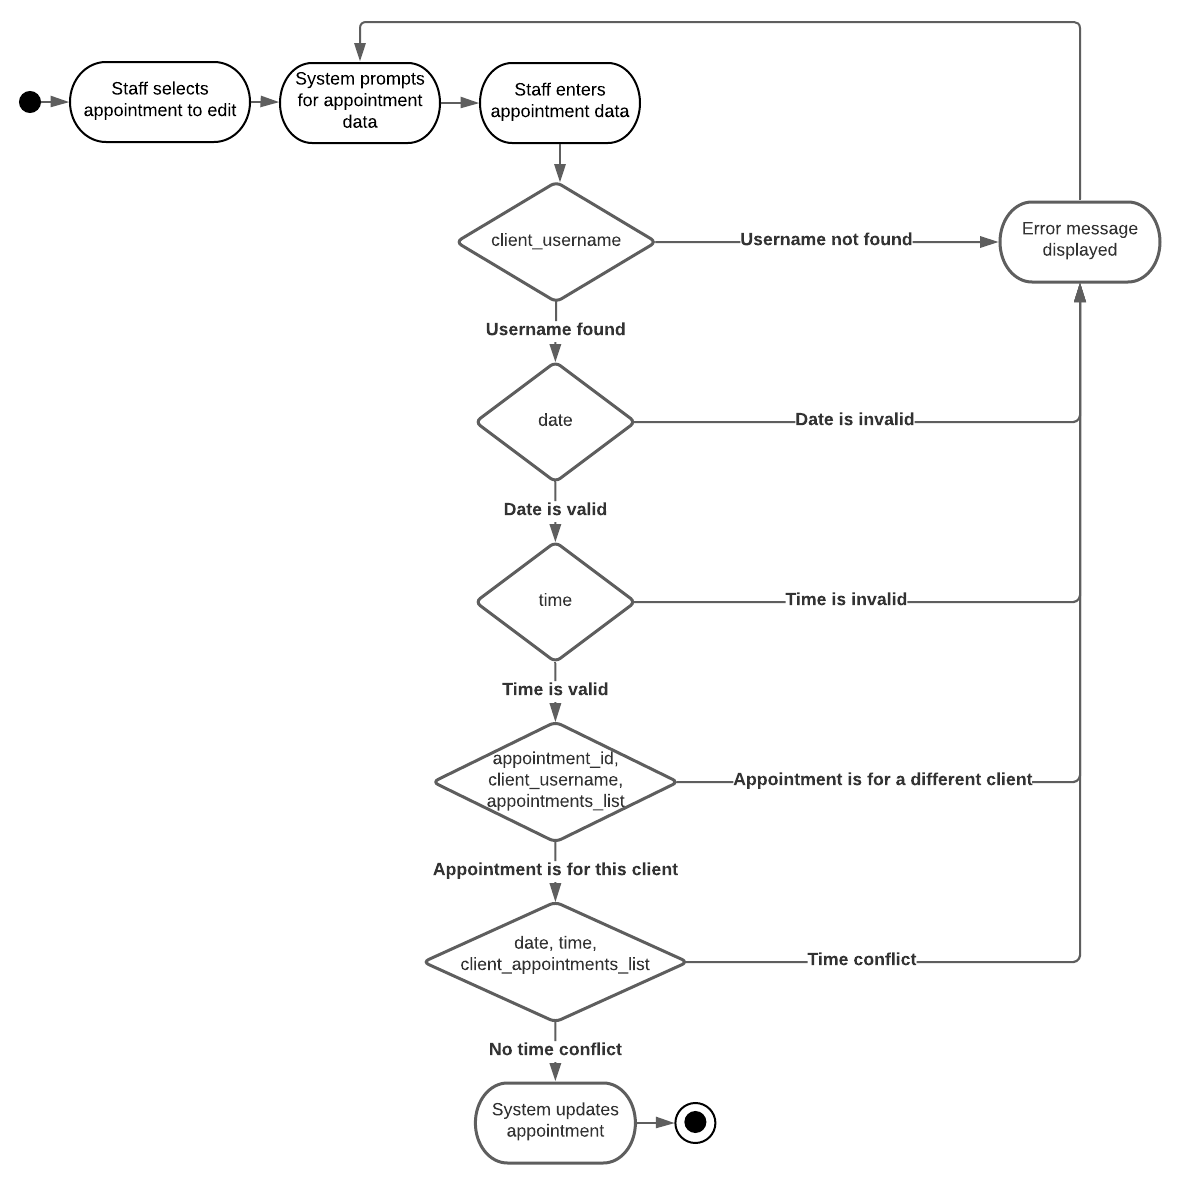 Staff selects
appointment to edit
System prompts
for appointment
data
Staff enters
appointment data
client_username
Username not found
Error message
displayed
Username found
date
Date is invalid
Date is valid
time
Time is invalid
Time is valid
appointment_id,
client_username,
appointments_list
Appointment is for a different client
Appointment is for this client
date, time,
client_appointments_list
Time conflict
No time conflict
System updates
appointment